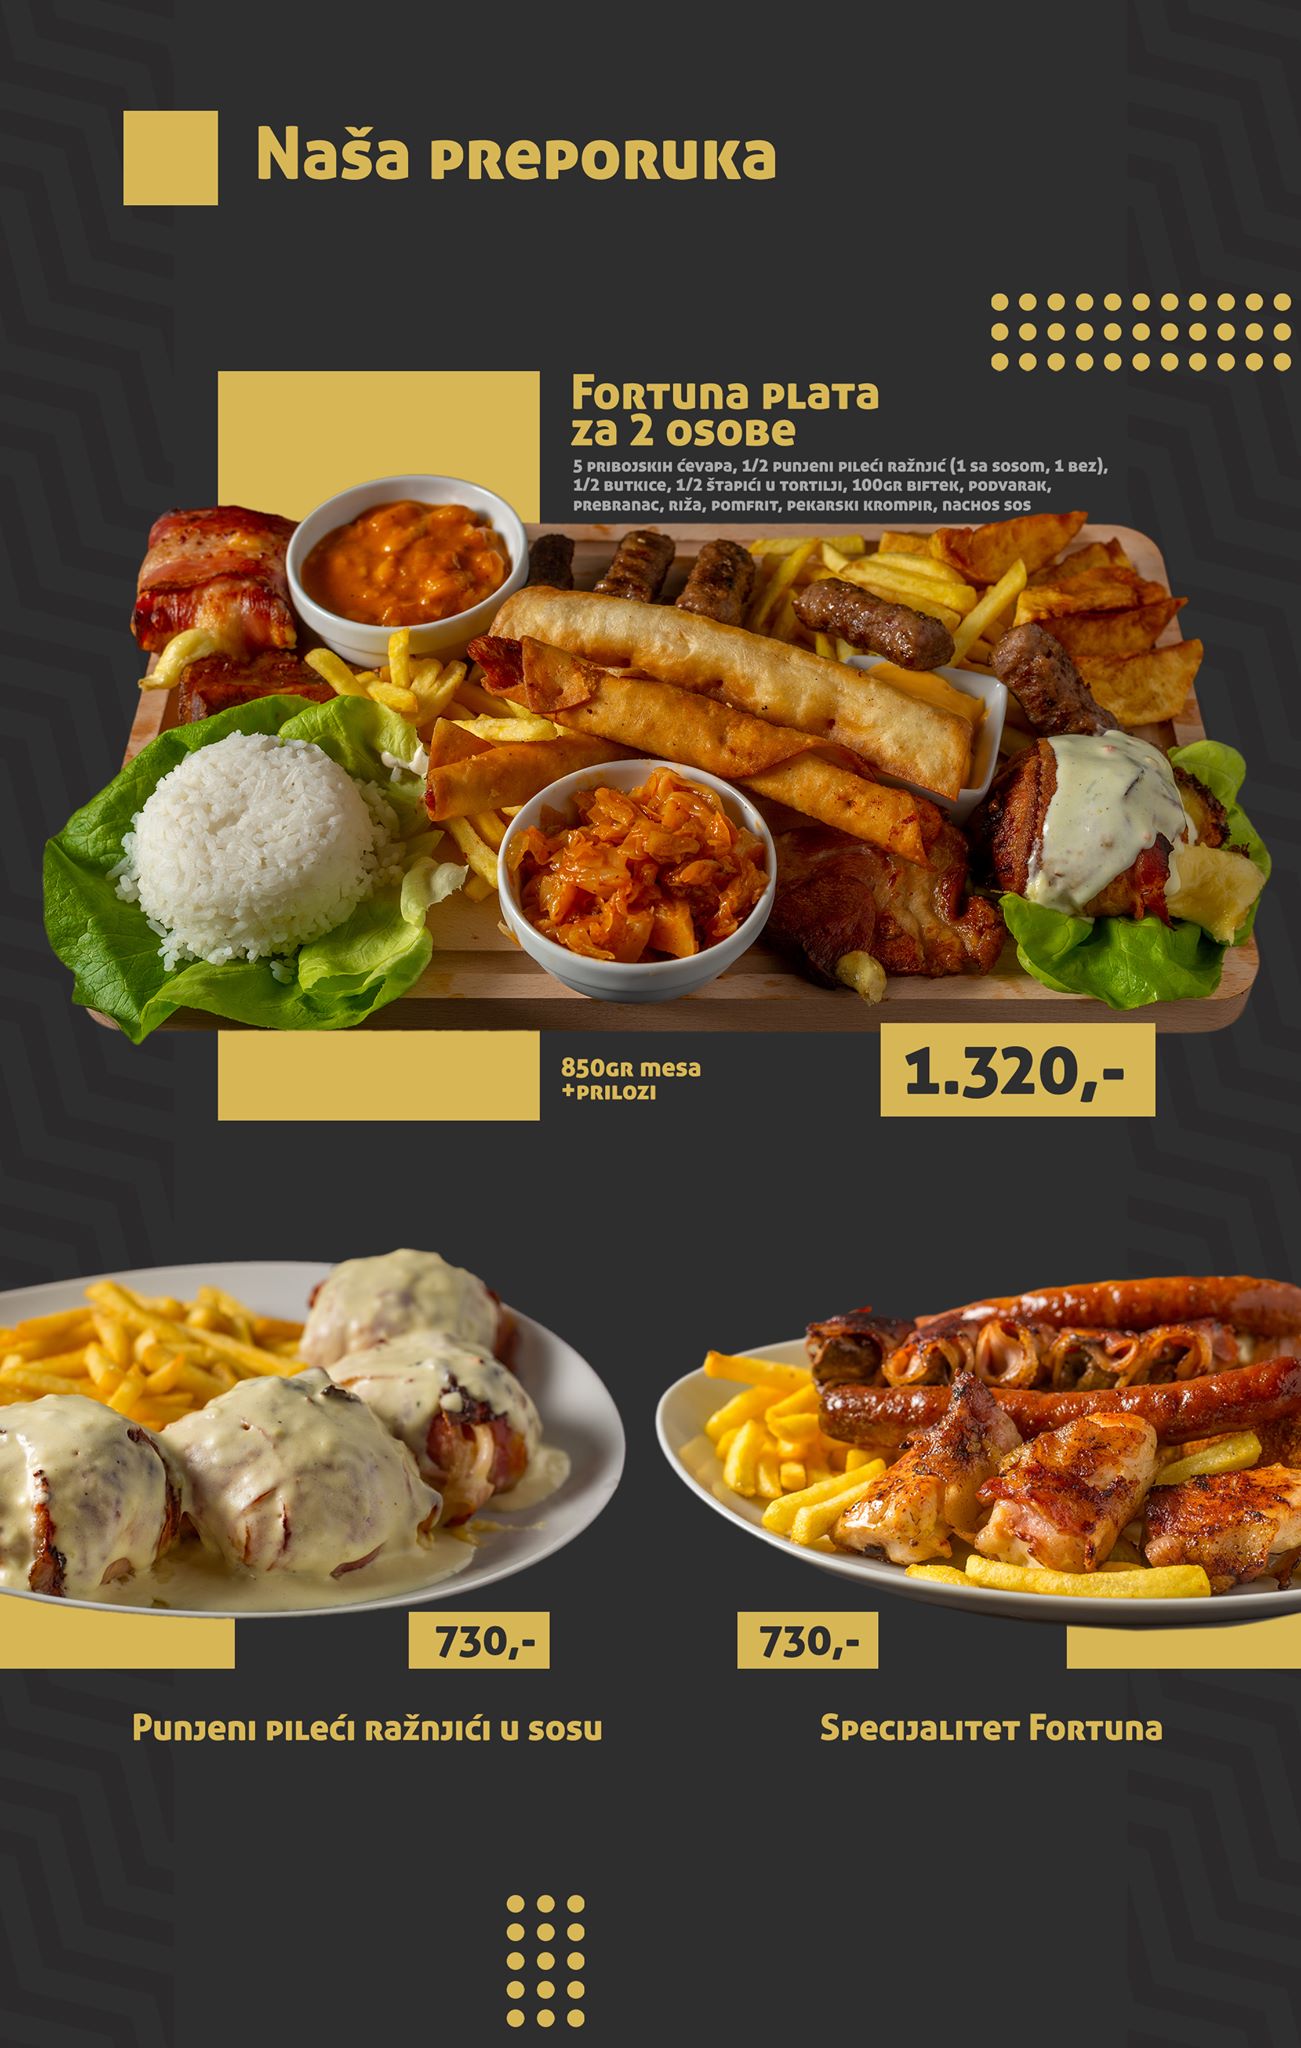 Naša preporuka
Fortuna plata
za 2 osobe
5 pribojskih ćevapa, 1/2 punjeni pileći ražnjić (1 sa sosom, 1 bez),
1/2 butkice, 1/2 štapići u tortilji, 100gr biftek, podvarak,
prebranac, riža, pomfrit, pekarski krompir, nachos sos
850gr mesa
+prilozi
1.320,-
730,-
730,-
Punjeni pileći ražnjići u sosu
Specijalitet Fortuna